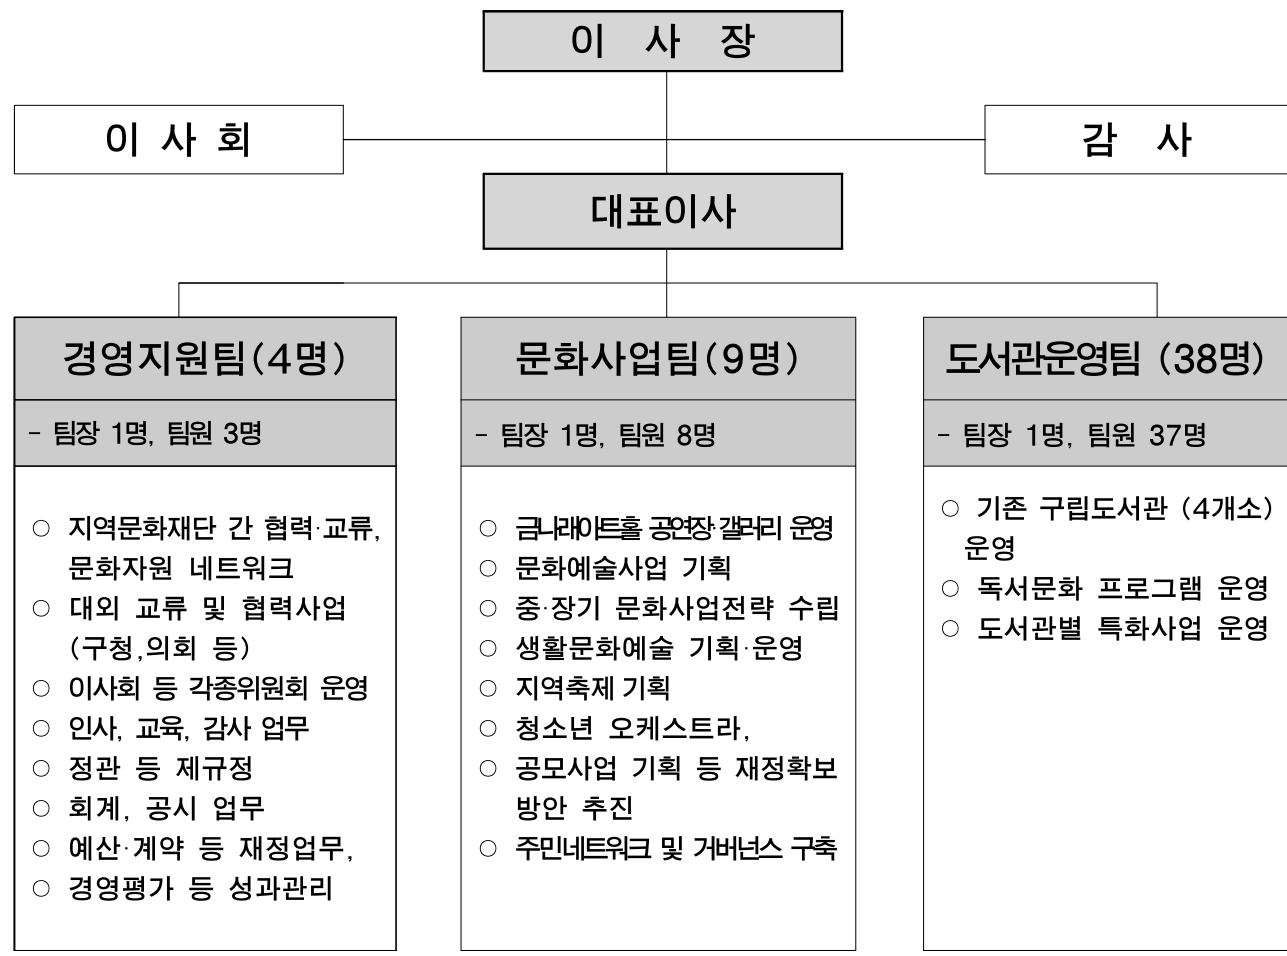 이 사 장
이 사 회
감 사
대표이사
경영지원팀(4명)
- 팀장 1명, 팀원 3명
○ 지역문화재단 간 협력·교류,
문화자원 네트워크
○ 대외 교류 및 협력사업
(구청,의회 등)
○ 이사회 등 각종위원회 운영
○ 인사, 교육, 감사 업무
○ 정관 등 제규정
○ 회계, 공시 업무
○ 예산·계약 등 재정업무,
○ 경영평가 등 성과관리
문화사업팀(9명)
- 팀장 1명, 팀원 8명
○ 금나래아트홀 공연장·갤러리 운영
○ 문화예술사업 기획
○ 중·장기 문화사업전략 수립
○ 생활문화예술 기획·운영
○ 지역축제 기획
○ 청소년 오케스트라,
○ 공모사업 기획 등 재정확보
방안 추진
○ 주민네트워크 및 거버넌스 구축
도서관운영팀 (38명)
- 팀장 1명, 팀원 37명
○ 기존 구립도서관 (4개소)
운영
○ 독서문화 프로그램 운영
○ 도서관별 특화사업 운영